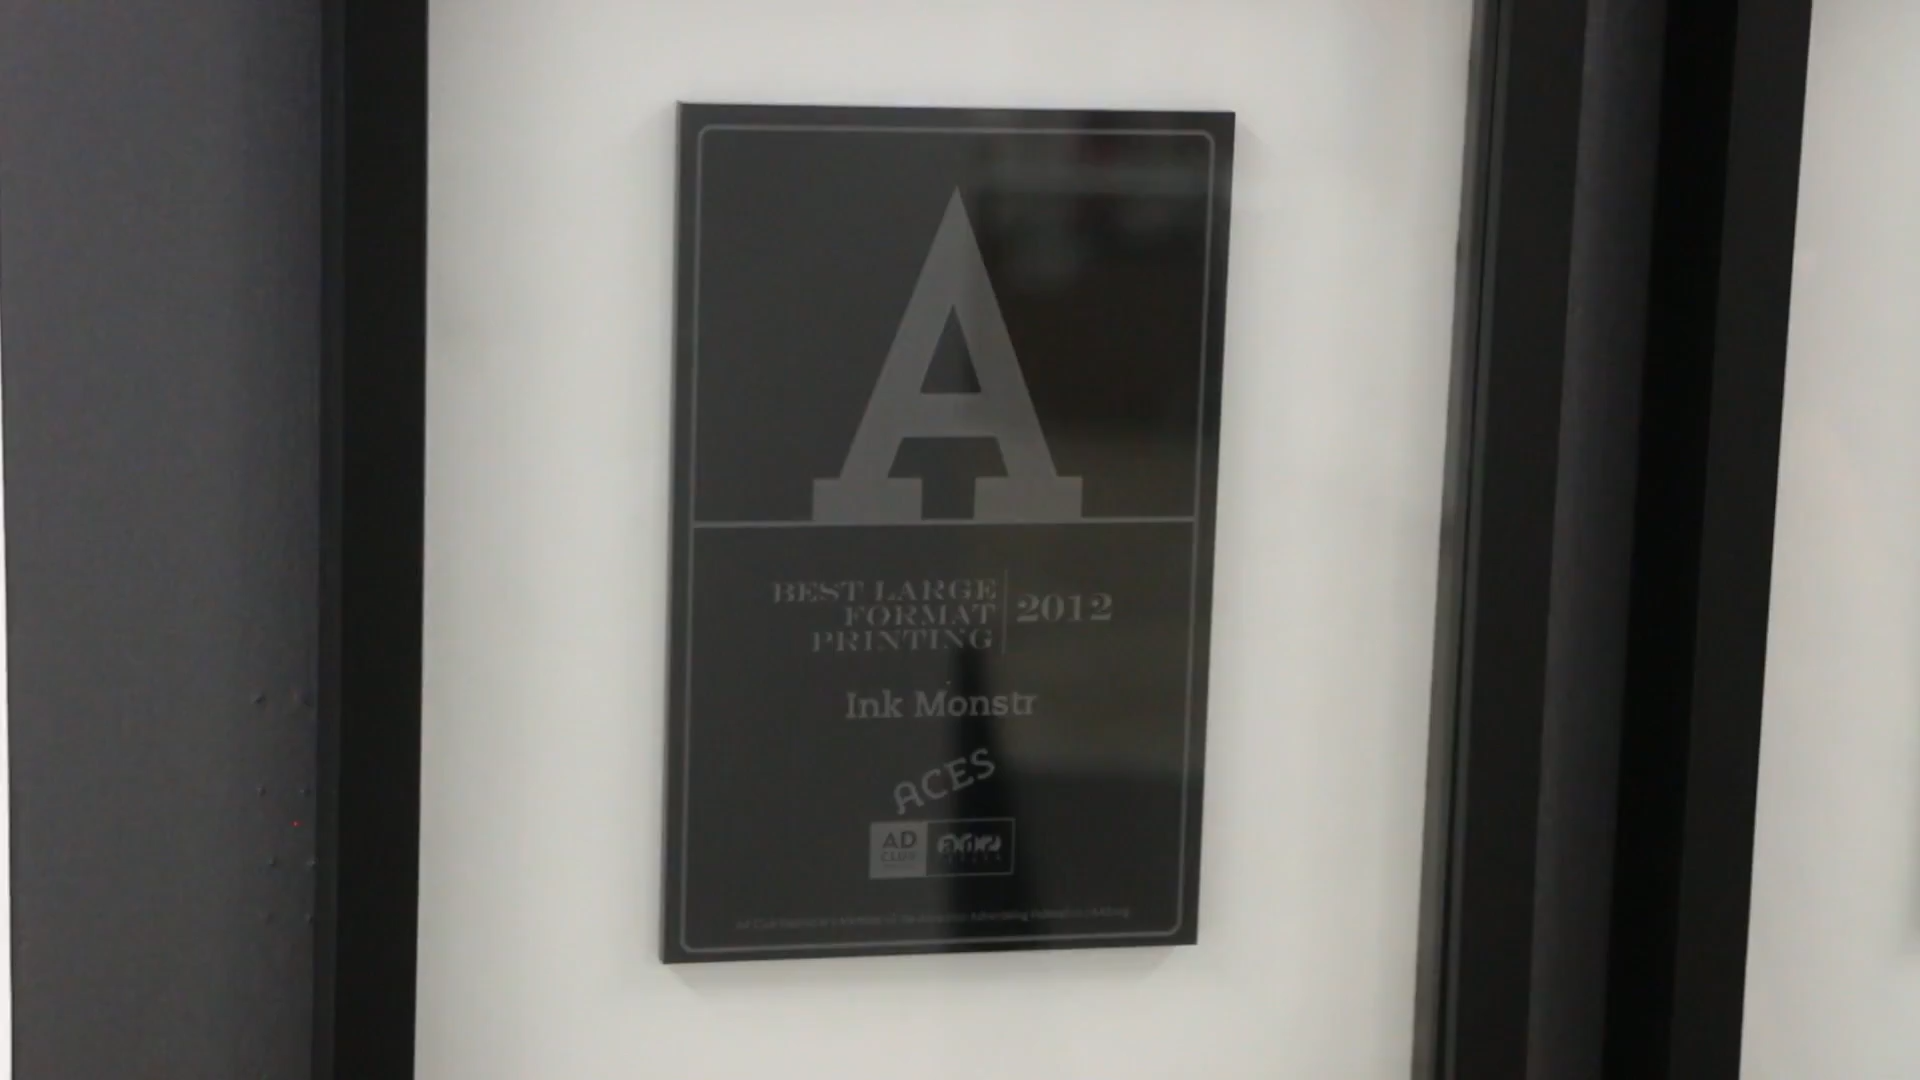 A
BEST LARGE
FORMAT
PRINTING
2012
Ink Monstr
ACES
AD
CLUB